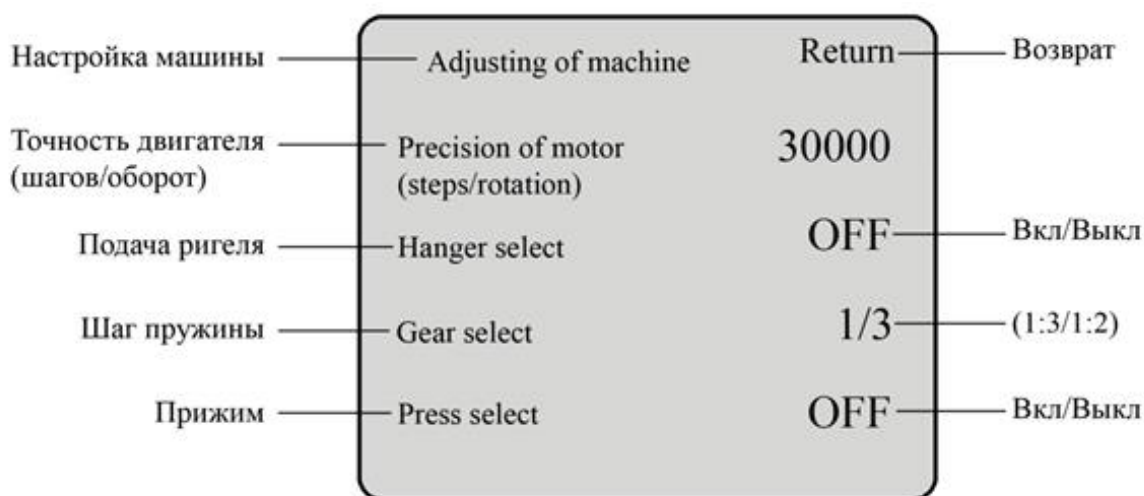 Настройка машины Adjusting of machine Return Возврат
Точность двигателя Precision of motor 30000
(шагов/оборот) (steps/rotation)
Подача ригеля Hanger select OFF Вкл/Выкл
Шаг пружины Gear select 1/3 (1:3/1:2)
Прижим Press select OFF Вкл/Выкл